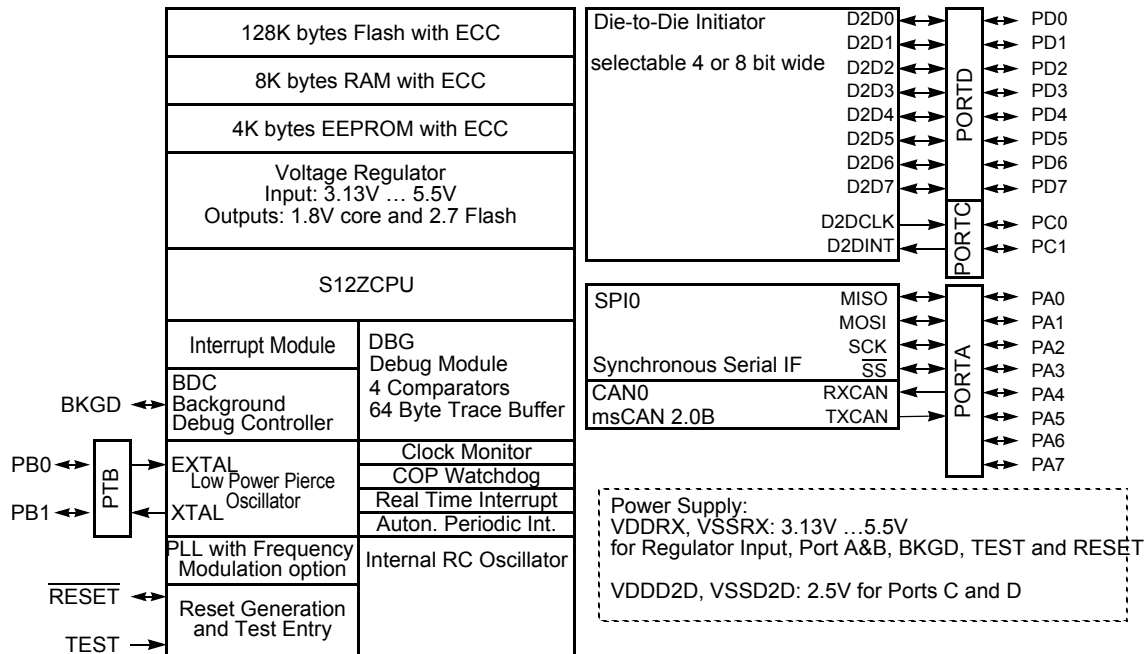 128K bytes Flash with ECC
8K bytes RAM with ECC
4K bytes EEPROM with ECC
Voltage Regulator
Input: 3.13V … 5.5V
Outputs: 1.8V core and 2.7 Flash
S12ZCPU
Interrupt Module
BDC
Background
Debug Controller
DBG
Debug Module
4 Comparators
64 Byte Trace Buffer
BKGD
PB0
PB1
PTB
EXTAL
Low Power Pierce
Oscillator
XTAL
Clock Monitor
COP Watchdog
Real Time Interrupt
Auton. Periodic Int.
PLL with Frequency
Modulation option
Internal RC Oscillator
RESET
TEST
Reset Generation
and Test Entry
Die-to-Die Initiator
selectable 4 or 8 bit wide
D2D0
D2D1
D2D2
D2D3
D2D4
D2D5
D2D6
D2D7
D2DCLK
D2DINT
PORTD
PORTC
PD0
PD1
PD2
PD3
PD4
PD5
PD6
PD7
PC0
PC1
SPI0
Synchronous Serial IF
MISO
MOSI
SCK
SS
CAN0
msCAN 2.0B
RXCAN
TXCAN
PORTA
PA0
PA1
PA2
PA3
PA4
PA5
PA6
PA7
Power Supply:
VDDRX, VSSRX: 3.13V …5.5V
for Regulator Input, Port A&B, BKGD, TEST and RESET
VDDD2D, VSSD2D: 2.5V for Ports C and D